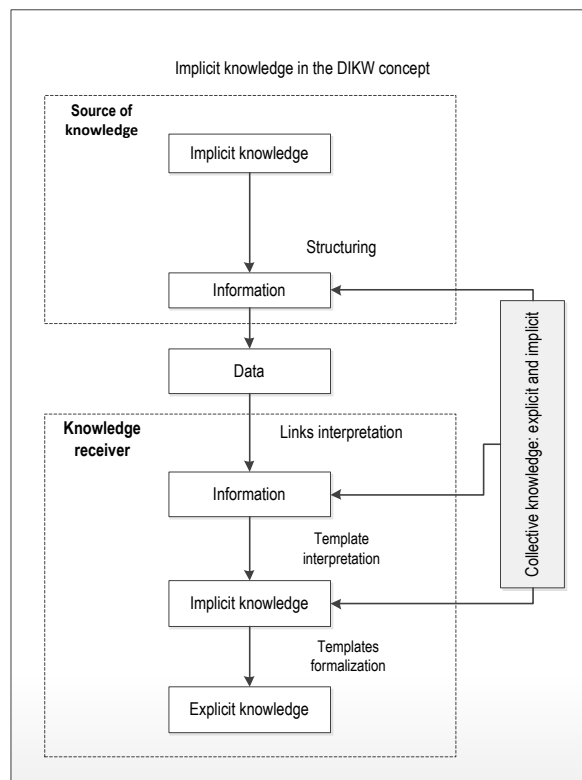 Implicit knowledge in the DIKW concept
Source of
knowledge
Implicit knowledge
Structuring
Information
Data
Links interpretation
Knowledge
receiver
Information
Template
interpretation
Implicit knowledge
Templates
formalization
Explicit knowledge
Collective knowledge: explicit and implicit